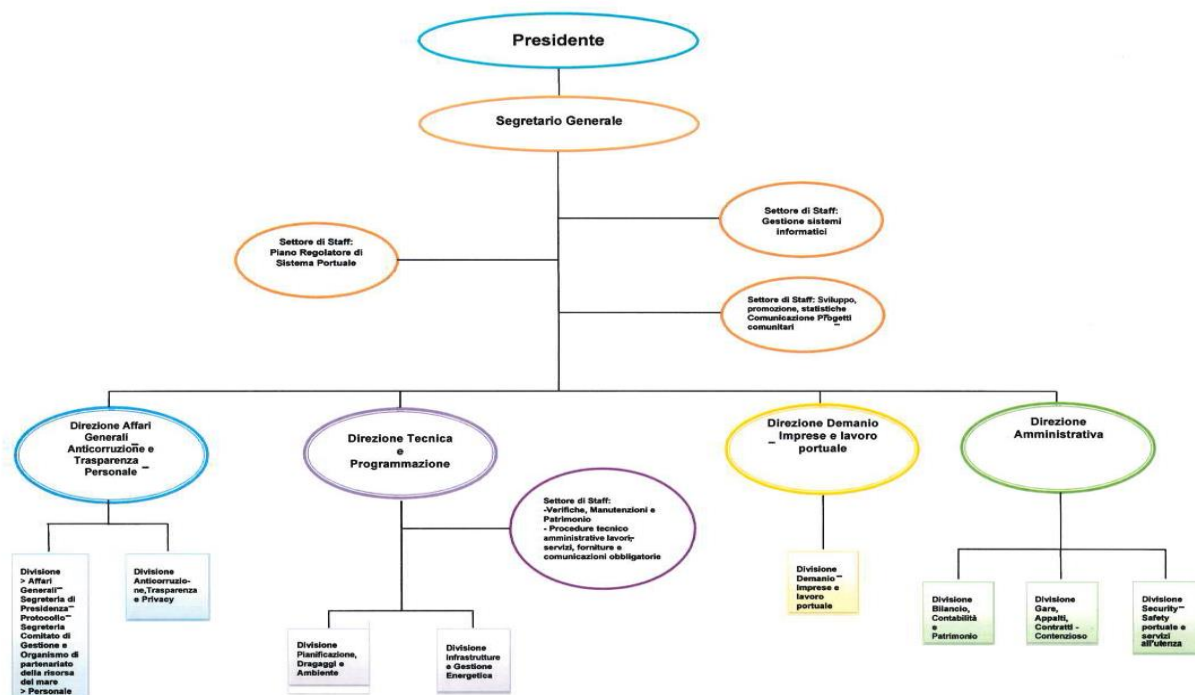 Presidente
Segretario Generale
Settore di Staff:
Gestione sistemi
informatici
Settore di Staff:
Piano Regolatore di
Sistema Portuale
Settore di Staff: Sviluppo,
promozione, statistiche
Comunicazione Progetti
comunitari
Direzione Affari
Generali –
Anticorruzione e
Trasparenza –
Personale
Direzione Tecnica
e
Programmazione
Direzione Demanio
– Imprese e lavoro
portuale
Direzione
Amministrativa
Settore di Staff:
-Verifiche, Manutenzioni e
Patrimonio
- Procedure tecnico
amministrative lavori,
servizi, forniture e
comunicazioni obbligatorie
Divisione
> Affari
Generali –
Segreteria di
Presidenza –
Protocollo –
Segreteria
Comitato di
Gestione e
Organismo di
partenariato
della risorsa
del mare
> Personale
Divisione
Anticorruzio-
ne,Trasparenza
e Privacy
Divisione
Pianificazione,
Dragaggi e
Ambiente
Divisione
Infrastrutture
e Gestione
Energetica
Divisione
Demanio –
Imprese e
lavoro
portuale
Divisione
Bilancio,
Contabilità
e
Patrimonio
Divisione
Gare,
Appalti,
Contratti -
Contenzioso
Divisione
Security –
Safety
portuale e
servizi
all'utenza